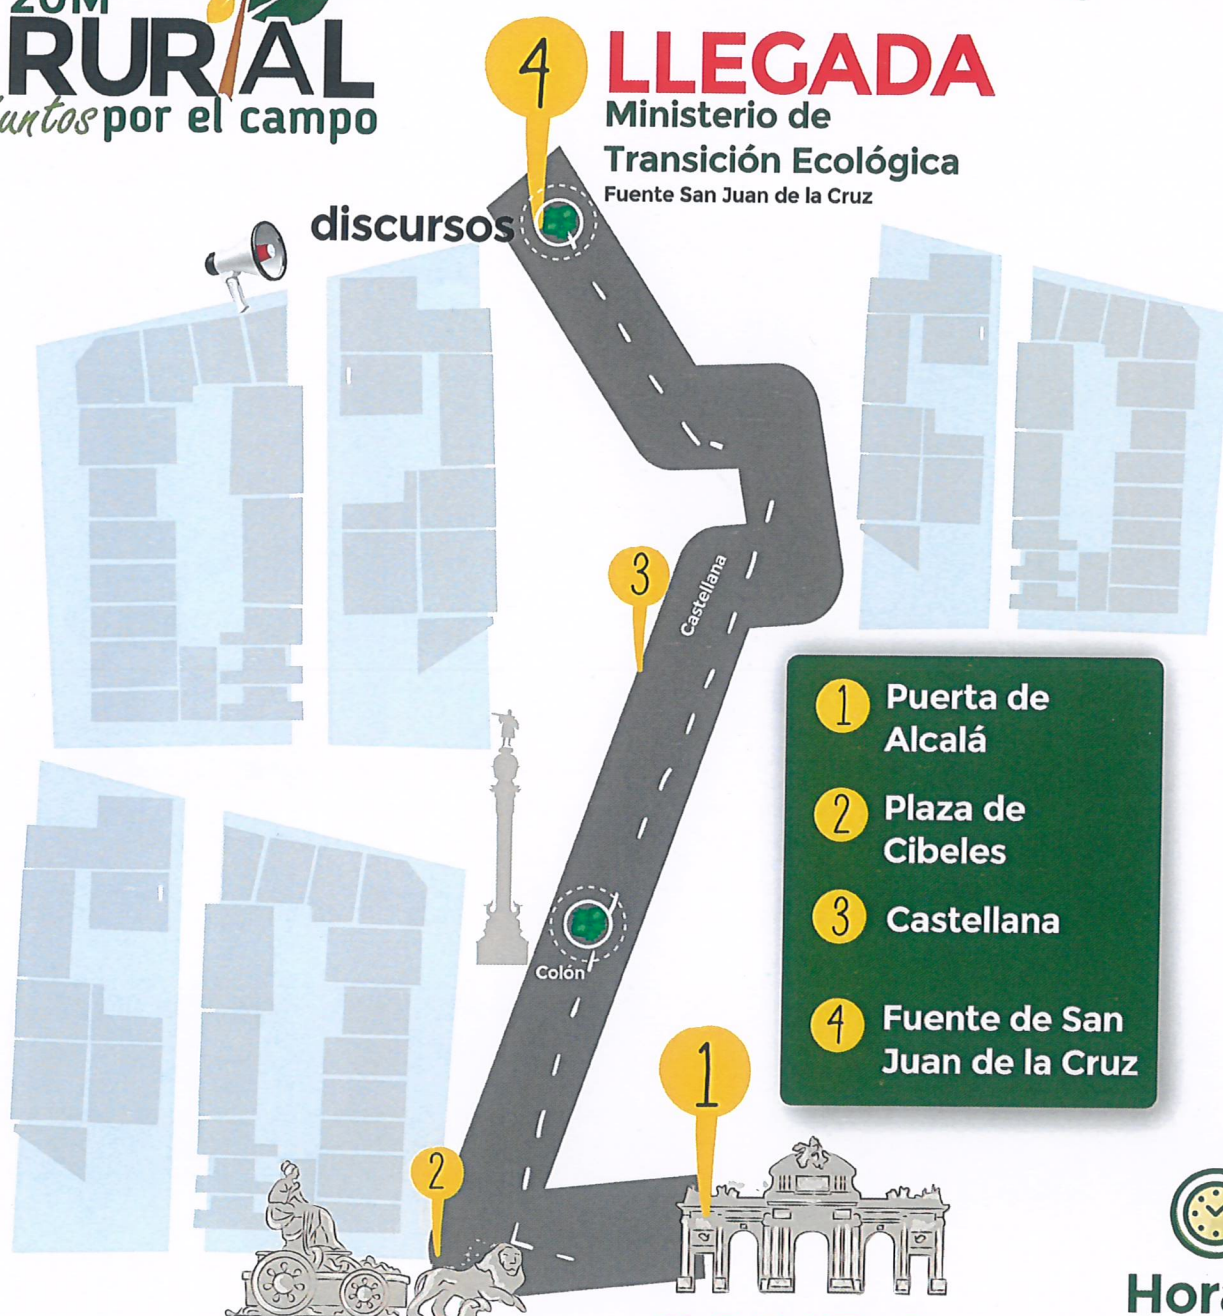 20M
RURAL
Juntos por el campo
4
LLEGADA
Ministerio de
Transición Ecológica
Fuente San Juan de la Cruz
discursos
3
Castellana
1 Puerta de
Alcalá
2 Plaza de
Cibeles
3 Castellana
4 Fuente de San
Juan de la Cruz
Colón
1
2